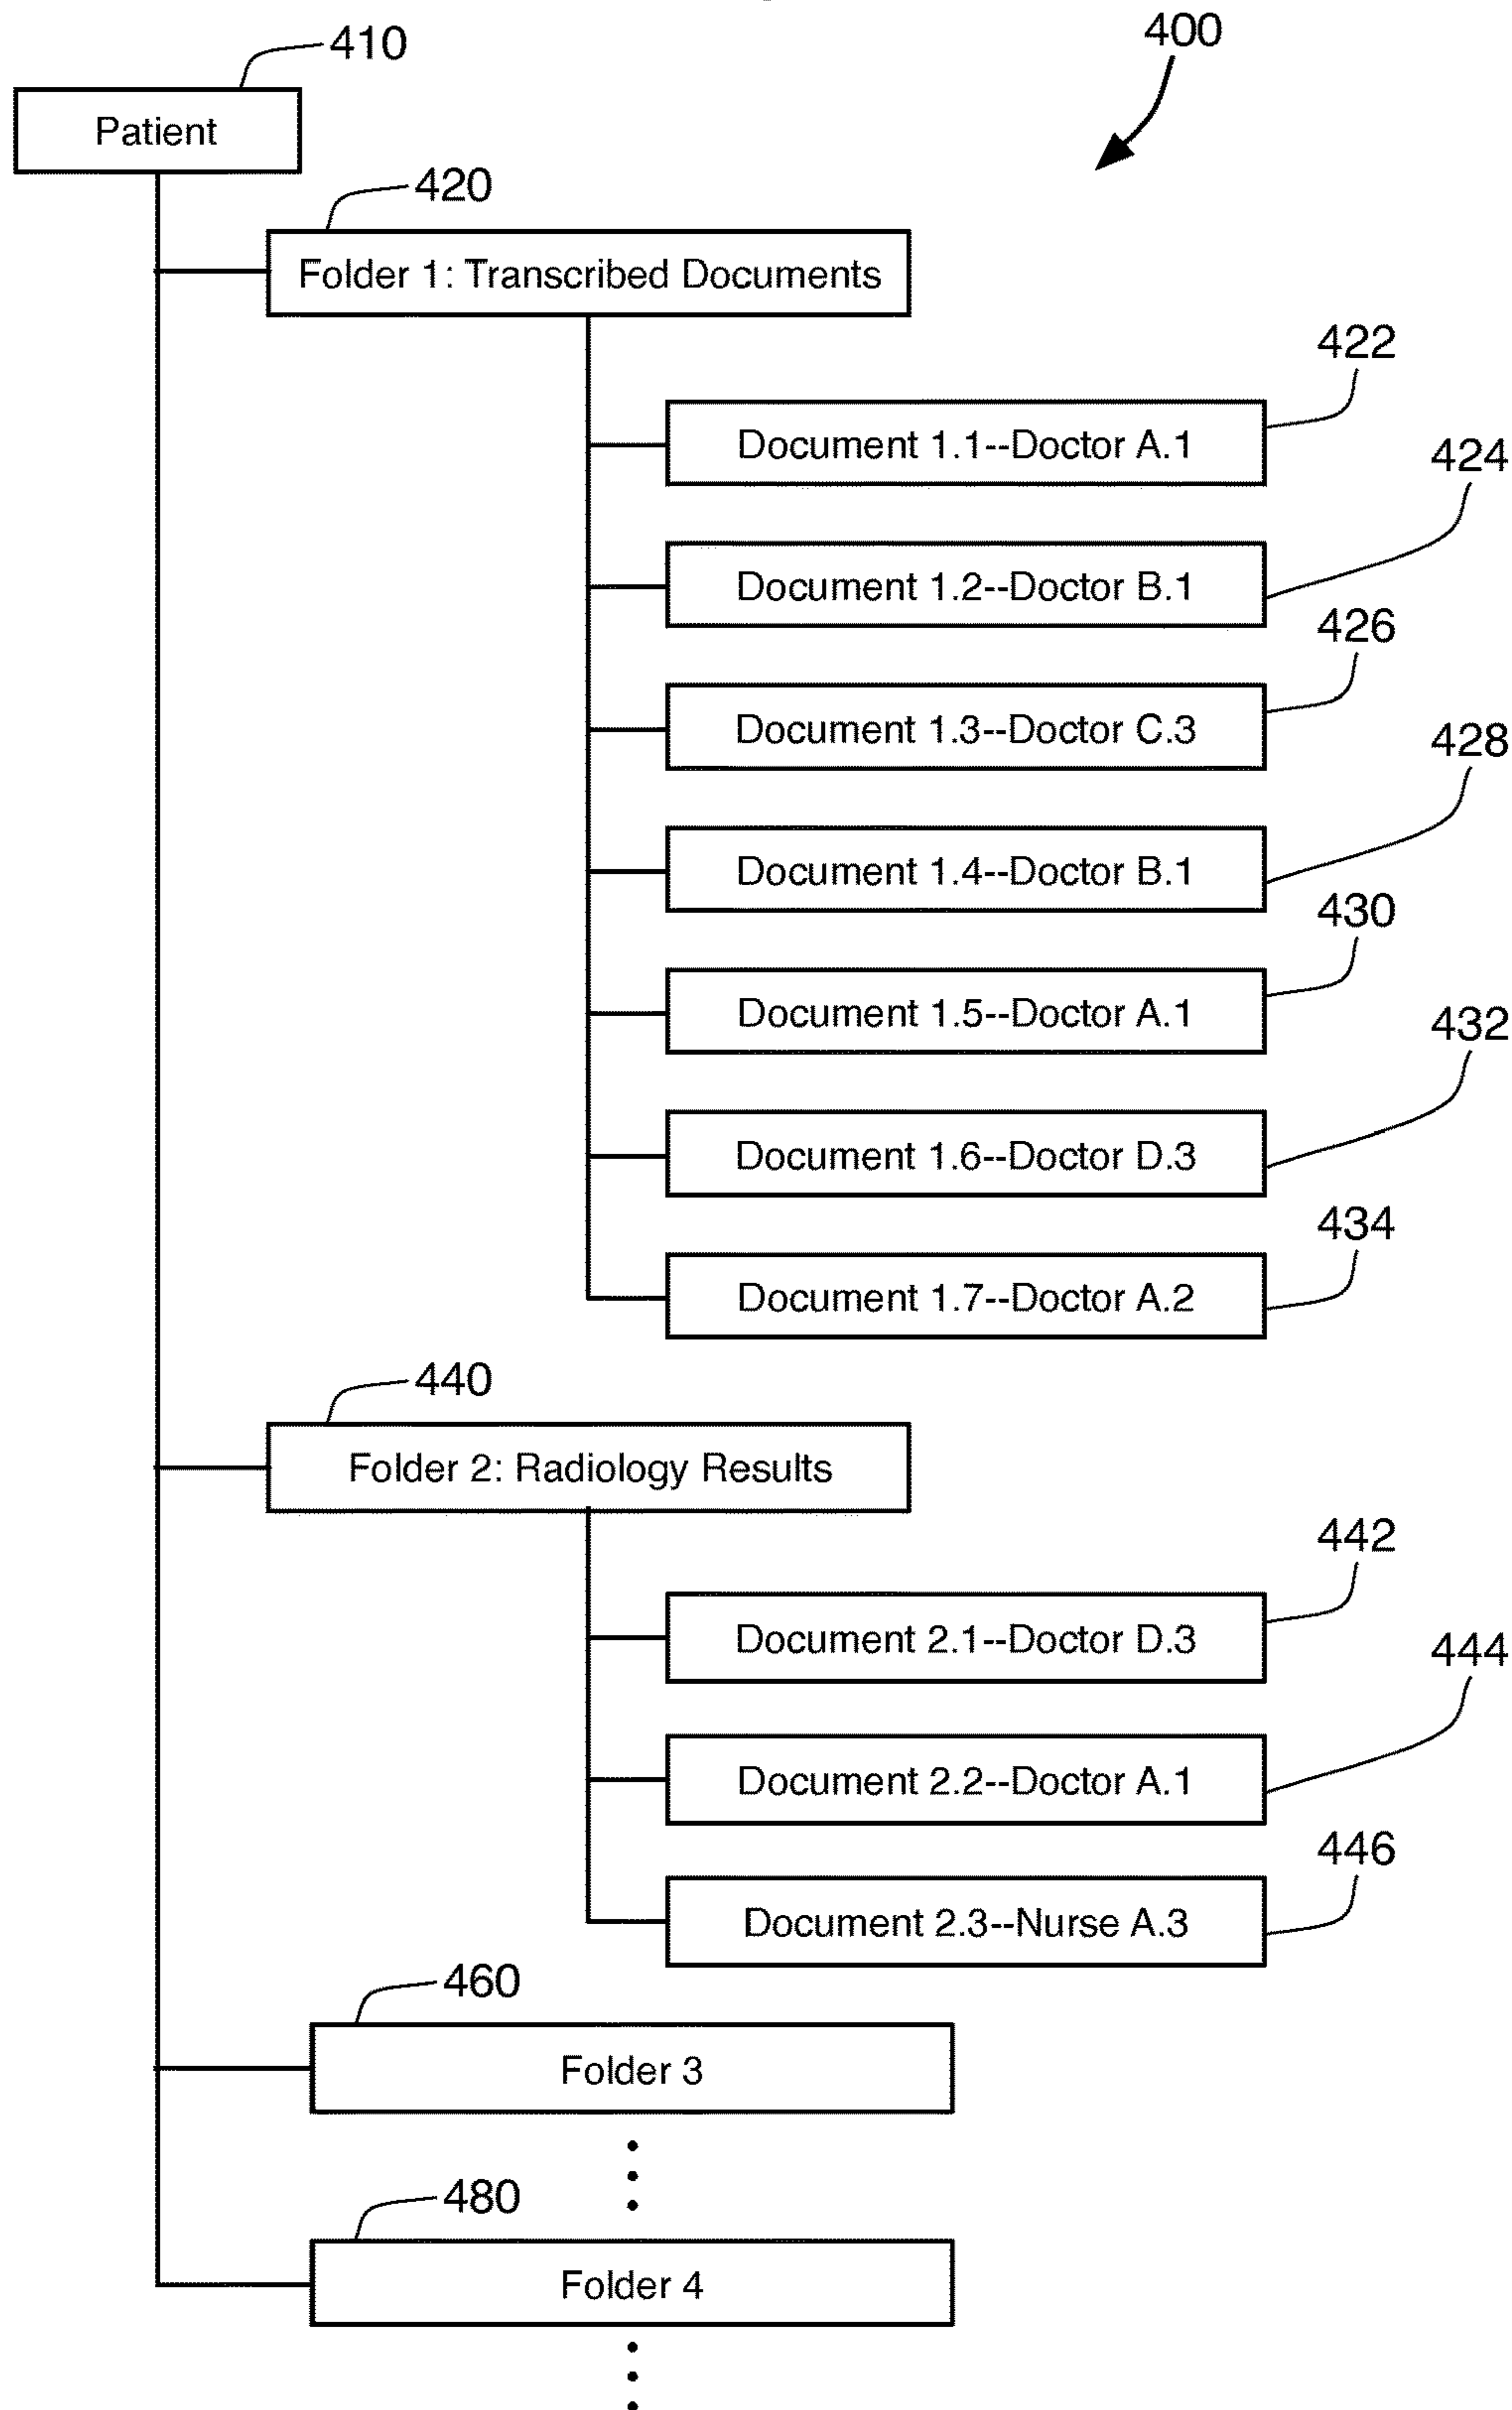 410
400
Patient
420
Folder 1: Transcribed Documents
422
Document 1.1--Doctor A.1
424
Document 1.2--Doctor B.1
426
Document 1.3--Doctor C.3
428
Document 1.4--Doctor B.1
430
Document 1.5--Doctor A.1
432
Document 1.6--Doctor D.3
434
Document 1.7--Doctor A.2
440
Folder 2: Radiology Results
442
Document 2.1--Doctor D.3
444
Document 2.2--Doctor A.1
446
Document 2.3--Nurse A.3
460
Folder 3
480
Folder 4